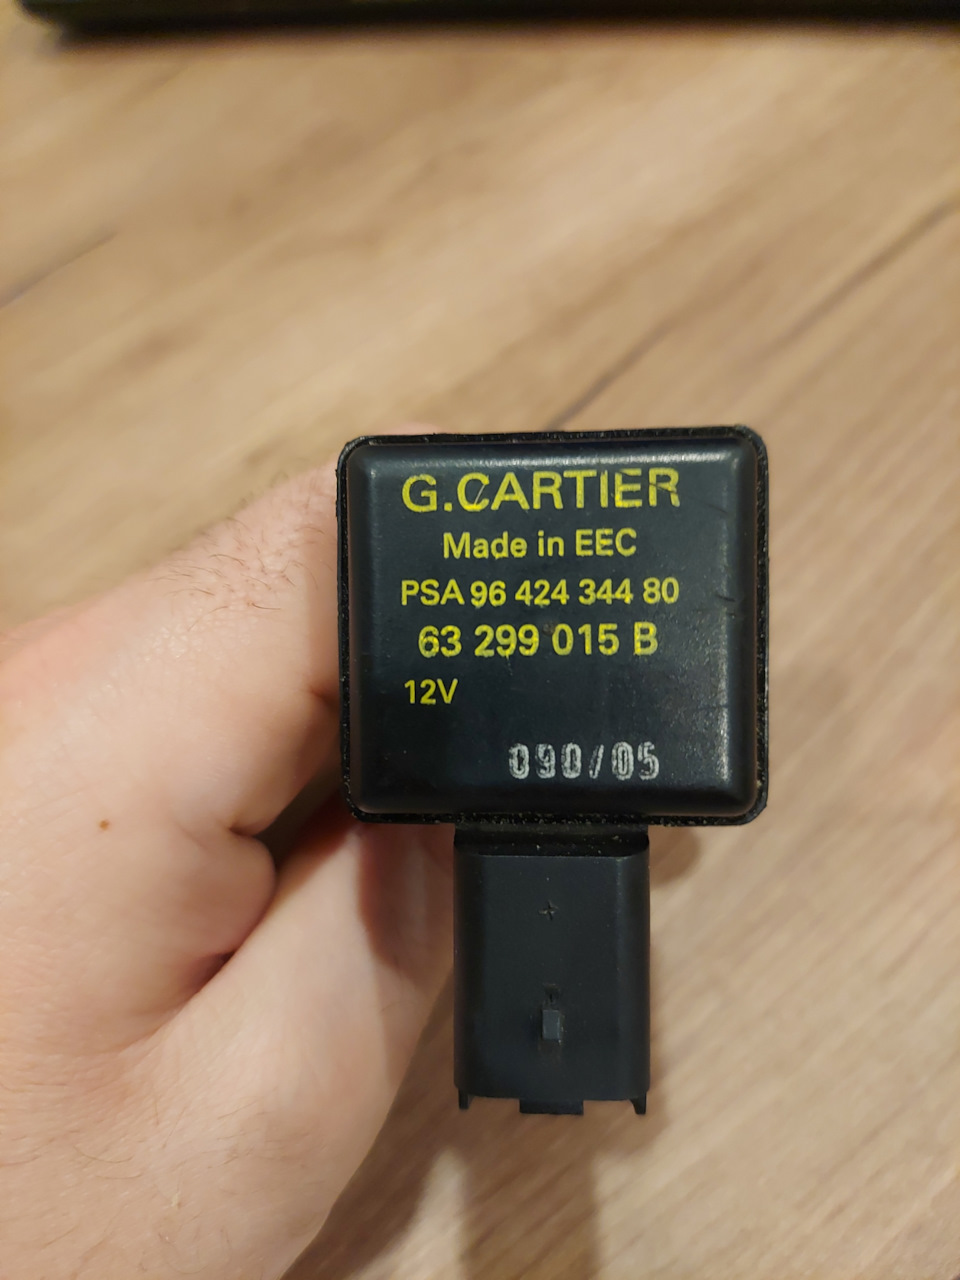 G.CARTIER
Made in EEC
PSA 96 424 344 80
63 299 015 B
12V
090/05
+